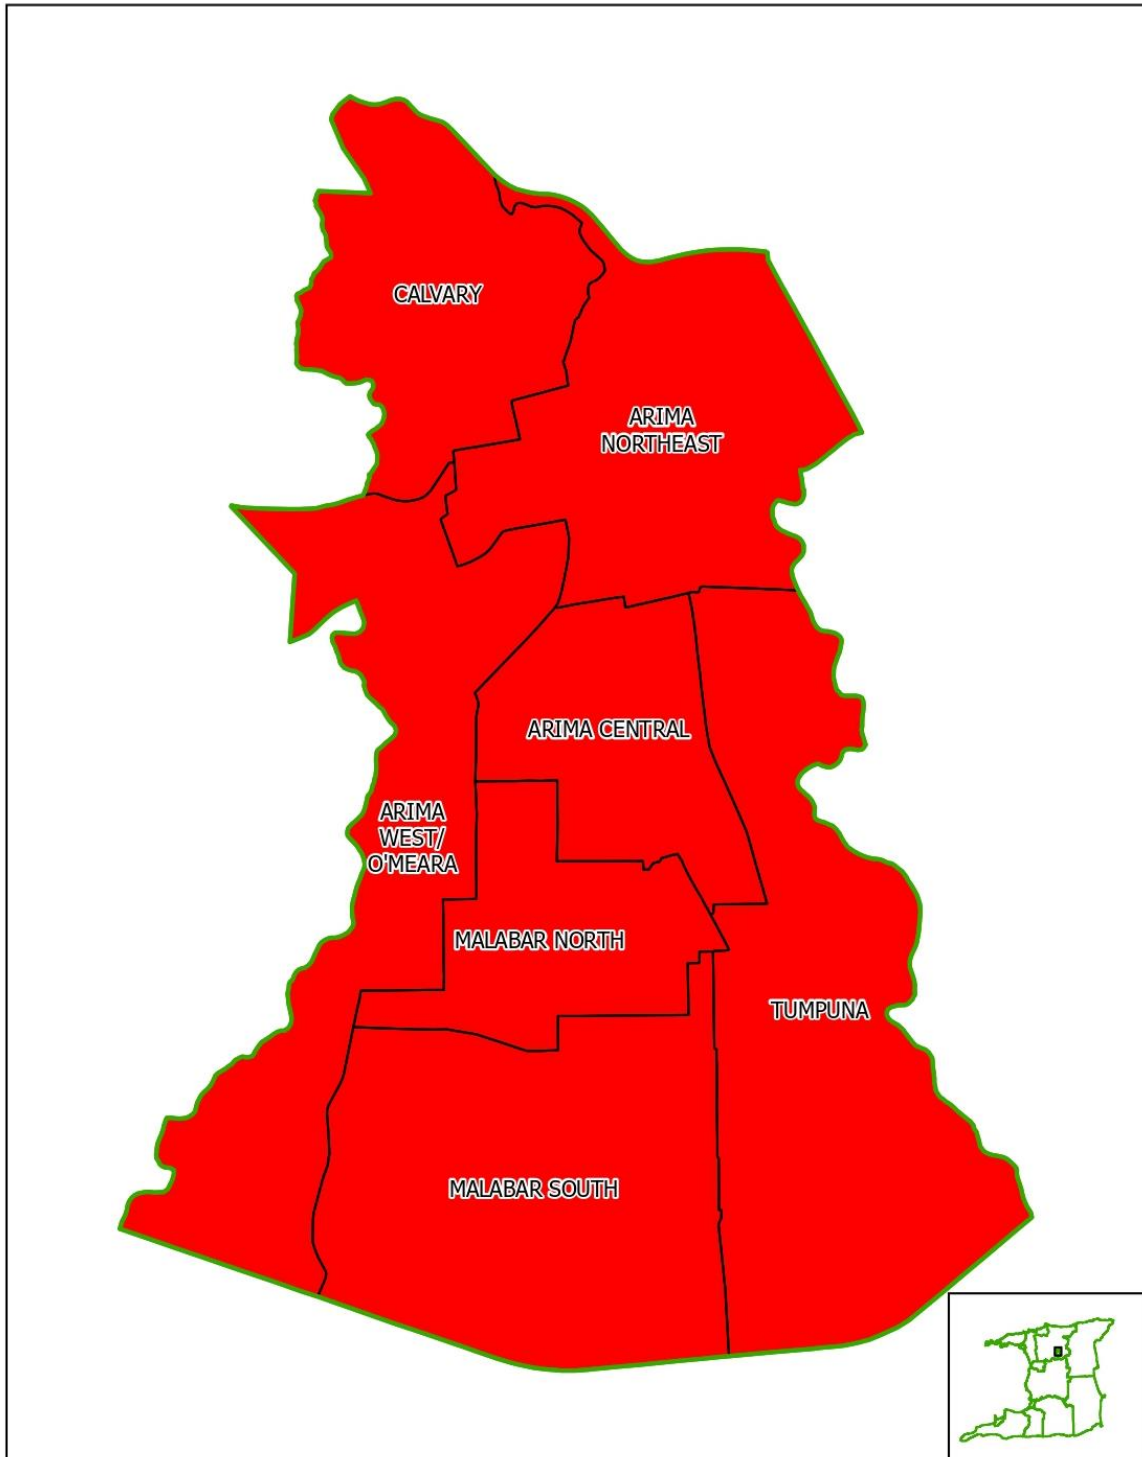 CALVARY
ARIMA
NORTHEAST
ARIMA CENTRAL
ARIMA
WEST/
O'MEARA
MALABAR NORTH
TUMPUNA
MALABAR SOUTH